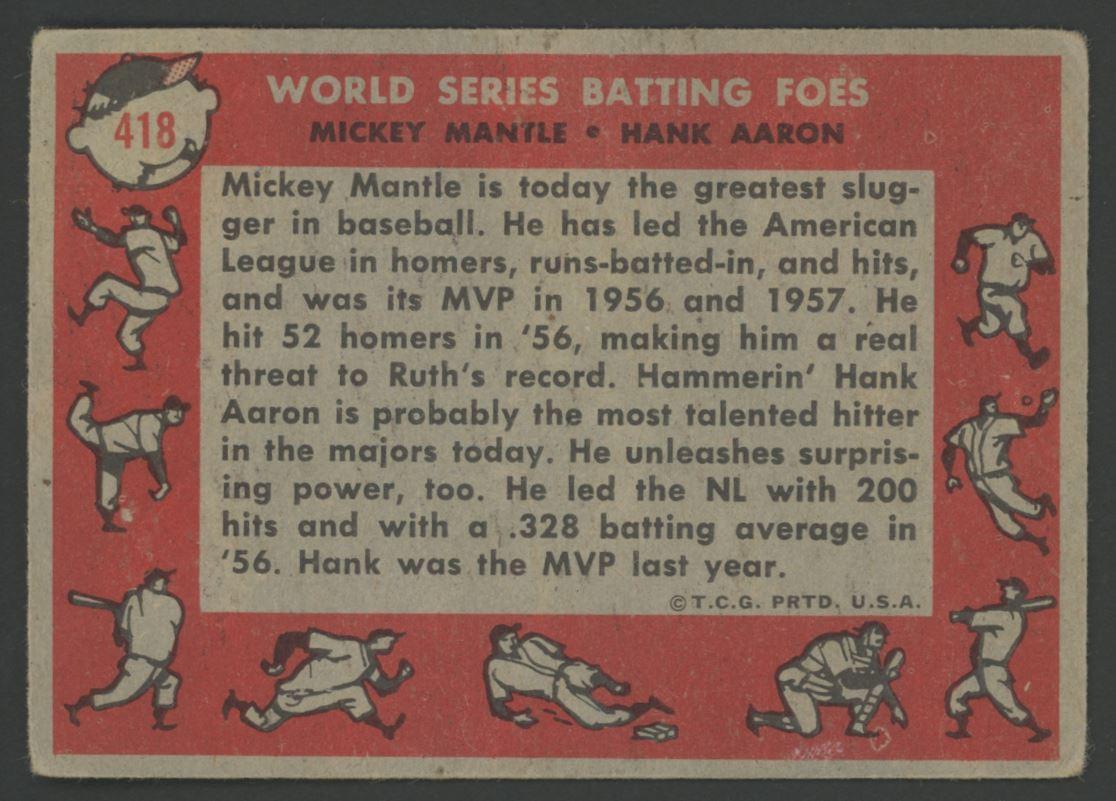 418
WORLD SERIES BATTING FOES
MICKEY MANTLE • HANK AARON
Mickey Mantle is today the greatest slug-
ger in baseball. He has led the American
League in homers, runs-batted-in, and hits,
and was its MVP in 1956 and 1957. He
hit 52 homers in '56, making him a real
threat to Ruth's record. Hammerin' Hank
Aaron is probably the most talented hitter
in the majors today. He unleashes surpris-
ing power, too. He led the NL with 200
hits and with a .328 batting average in
'56. Hank was the MVP last year.
© T.C.G. PRTD. U.S.A.